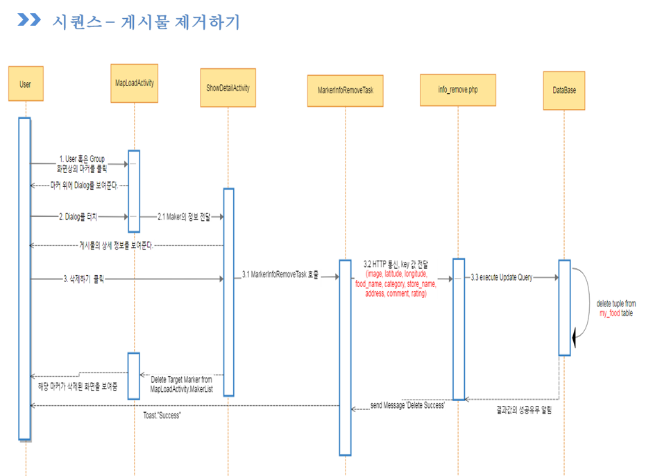 시퀀스 – 게시물 제거하기
User
MapLoadActivity
ShowDetailActivity
MarkerInfoRemoveTask
info_remove.php
DataBase
1. User 혹은 Group
화면상의 마커를 클릭
마커 위에 Dialog를 보여준다.
2. Dialog를 터치
2.1 Maker의 정보 전달
게시물의 상세 정보를 보여준다.
3. 삭제하기 클릭
3.1 MarkerInfoRemoveTask 호출
3.2 HTTP 통신, key 값 전달
(image, latitude, longitude,
food_name, category, store_name,
address, comment, rating)
3.3 execute Update Query
delete tuple from
my_food table
Delete Target Marker from
MapLoadActivity.MakerList
해당 마커가 삭제된 화면을 보여줌
send Message 'Delete Success'
결과값의 성공유무 알림
Toast."Success"